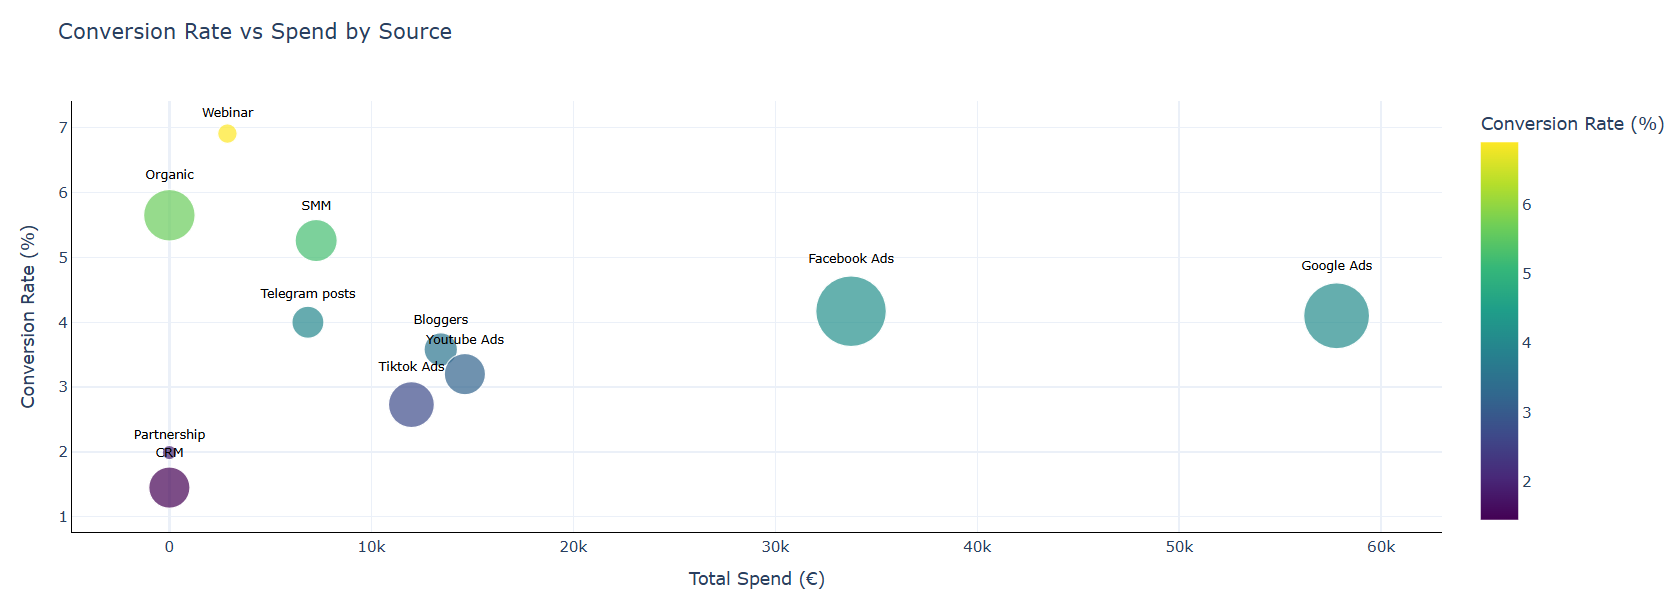 Conversion Rate vs Spend by Source
Conversion Rate (%)
7
6
5
4
3
2
1
Webinar
Organic
SMM
Telegram posts
Bloggers
Youtube Ads
Tiktok Ads
Partnership
CRM
Facebook Ads
Google Ads
0
10k
20k
30k
40k
50k
60k
Total Spend (€)
Conversion Rate (%)
6
5
4
3
2